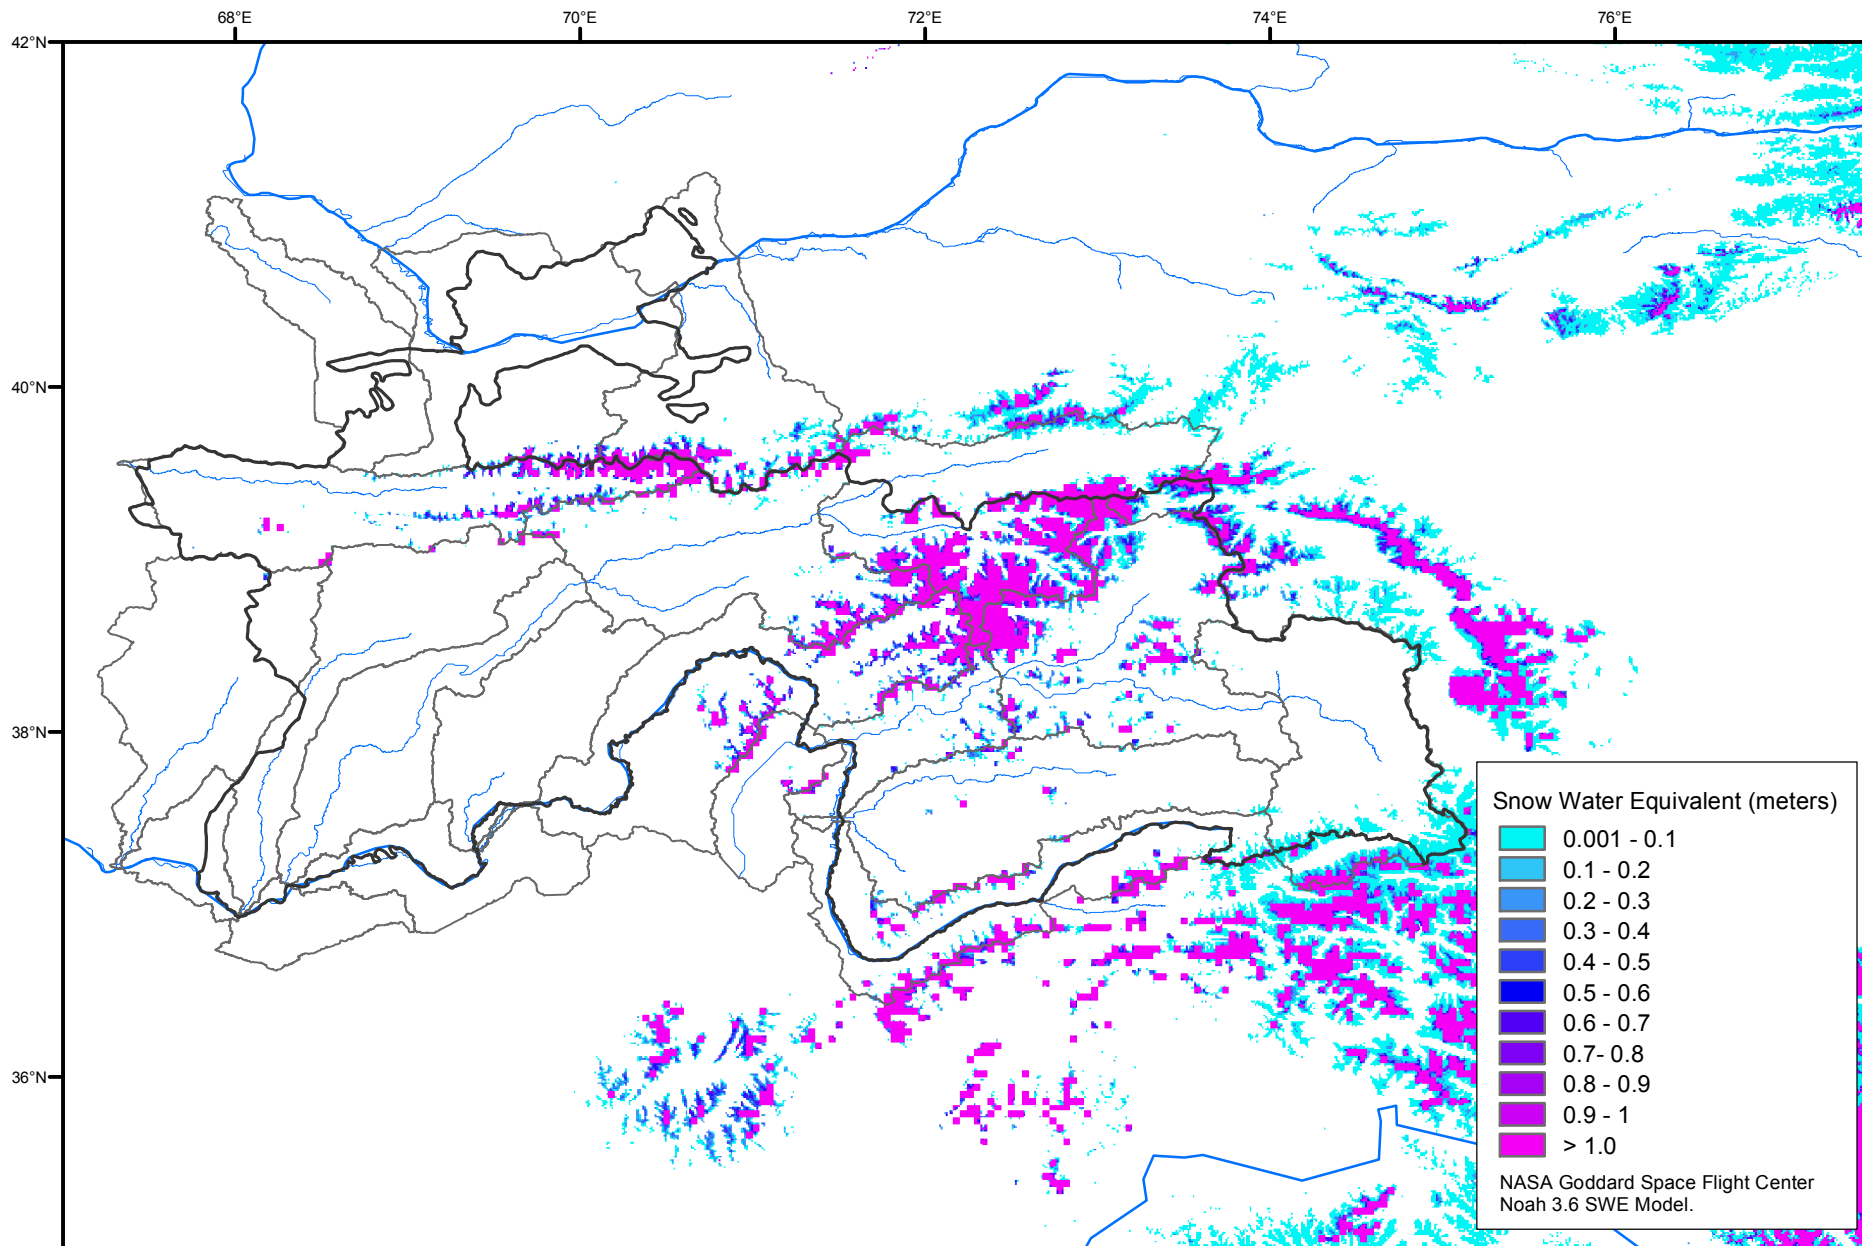 68°E
70°E
72°E
74°E
76°E
42°N
40°N
38°N
36°N
Snow Water Equivalent (meters)
0.001 - 0.1
0.1 - 0.2
0.2 - 0.3
0.3 - 0.4
0.4 - 0.5
0.5 - 0.6
0.6 - 0.7
0.7- 0.8
0.8 - 0.9
0.9 - 1
> 1.0
NASA Goddard Space Flight Center
Noah 3.6 SWE Model.